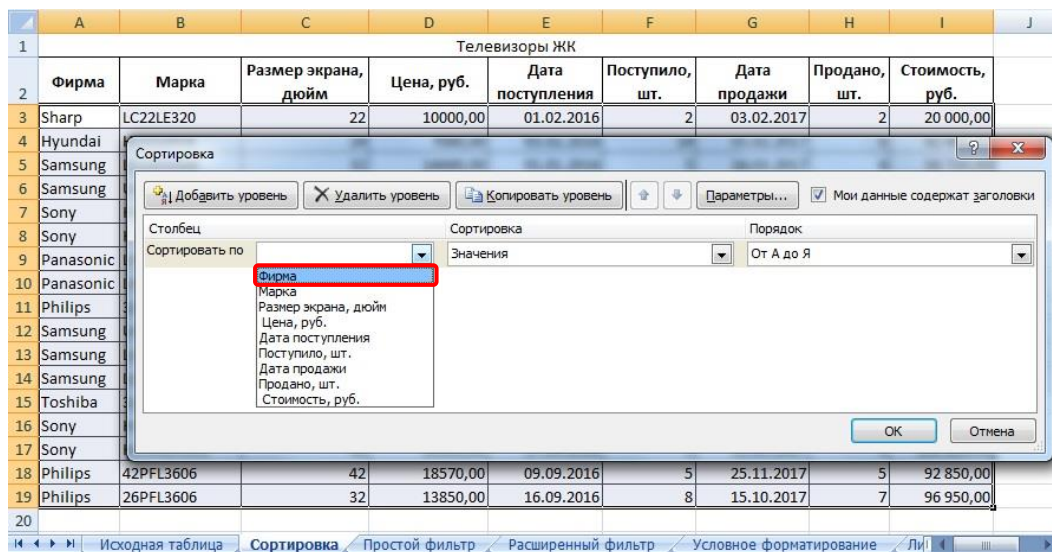 A B C D E F G H I J
1 Телевизоры ЖК
2 Фирма Марка Размер экрана, дюйм Цена, руб. Дата поступления Поступило, шт. Дата продажи Продано, шт. Стоимость, руб.
3 Sharp LC22LE320 22 10000,00 01.02.2016 2 03.02.2017 2 20 000,00
4 Hyundai
Сортировка
5 Samsung
6 Samsung
Добавить уровень Удалить уровень Копировать уровень Параметры... Мои данные содержат заголовки
7 Sony
Столбец Сортировка Порядок
8 Sony
Сортировать по Значения От А до Я
9 Panasonic
Фирма
10 Panasonic
Марка
11 Philips
Размер экрана, дюйм
Цена, руб.
12 Samsung
Дата поступления
13 Samsung
Поступило, шт.
14 Samsung
Дата продажи
Продано, шт.
15 Toshiba
Стоимость, руб.
16 Sony
OK Отмена
17 Sony
18 Philips 42PFL3606 42 18570,00 09.09.2016 5 25.11.2017 5 92 850,00
19 Philips 26PFL3606 32 13850,00 16.09.2016 8 15.10.2017 7 96 950,00
20
Исходная таблица Сортировка Простой фильтр Расширенный фильтр Условное форматирование Ли